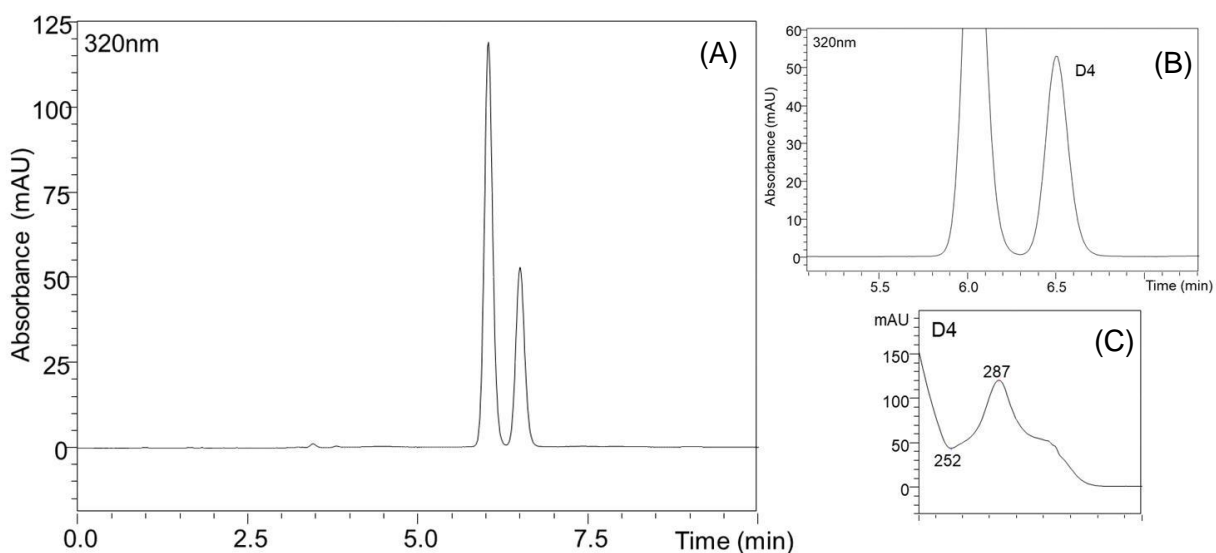 125
100
75
50
25
0
Absorbance (mAU)
320nm
(A)
0.0 2.5 5.0 7.5 Time (min)
60
50
40
30
20
10
0
Absorbance (mAU)
320nm
D4
(B)
5.5 6.0 6.5 Time (min)
mAU
150
100
50
0
D4
287
252
(C)